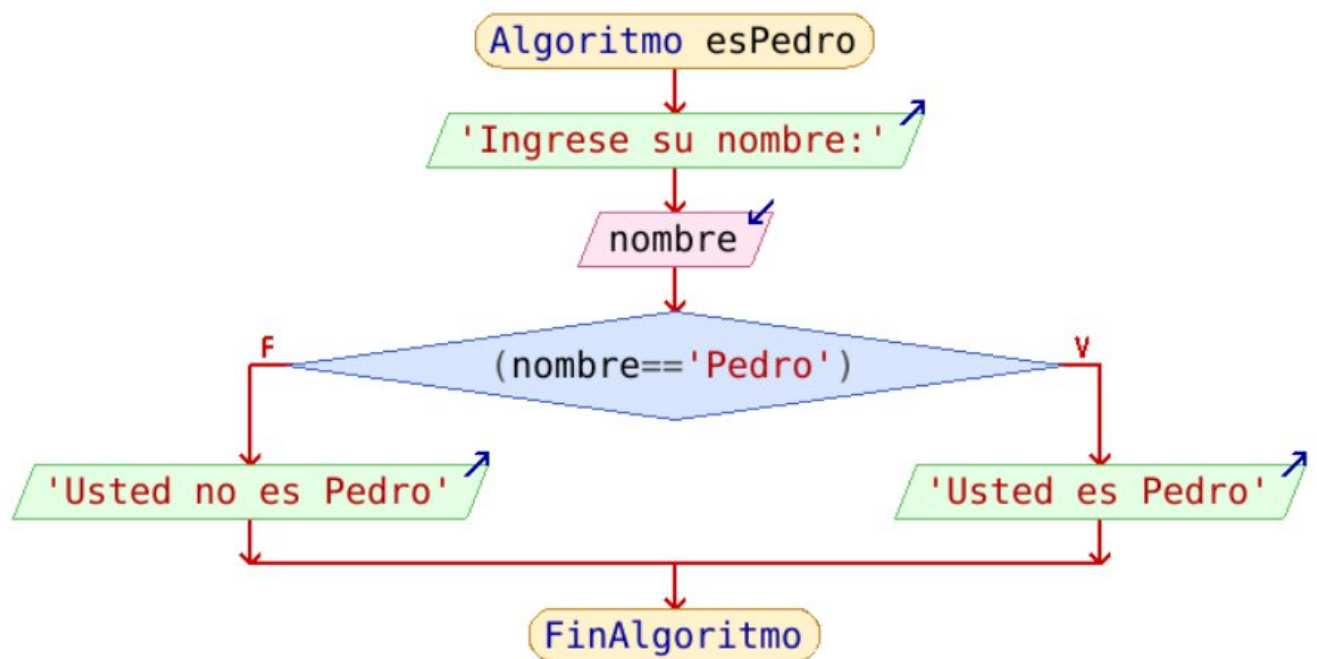 Algoritmo esPedro
'Ingrese su nombre:'
nombre
F
V
(nombre=='Pedro')
'Usted no es Pedro'
'Usted es Pedro'
FinAlgoritmo